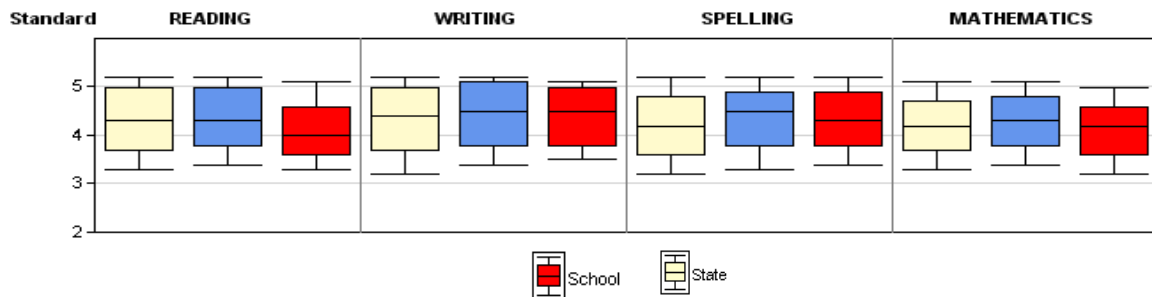 Standard READING WRITING SPELLING MATHEMATICS
5
4
3
2
School State